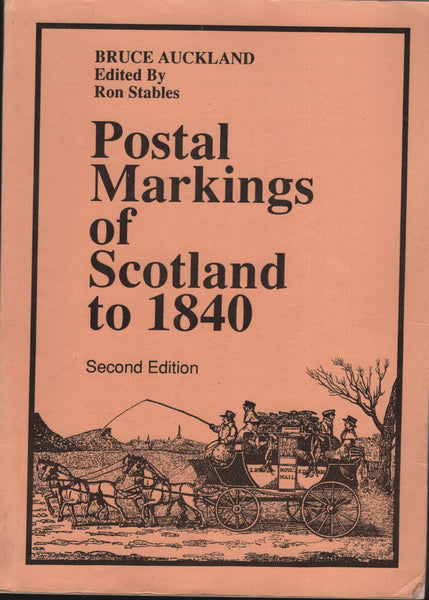 BRUCE AUCKLAND
Edited By
Ron Stables
Postal
Markings
of
Scotland
to 1840
Second Edition
ROYAL
MAIL